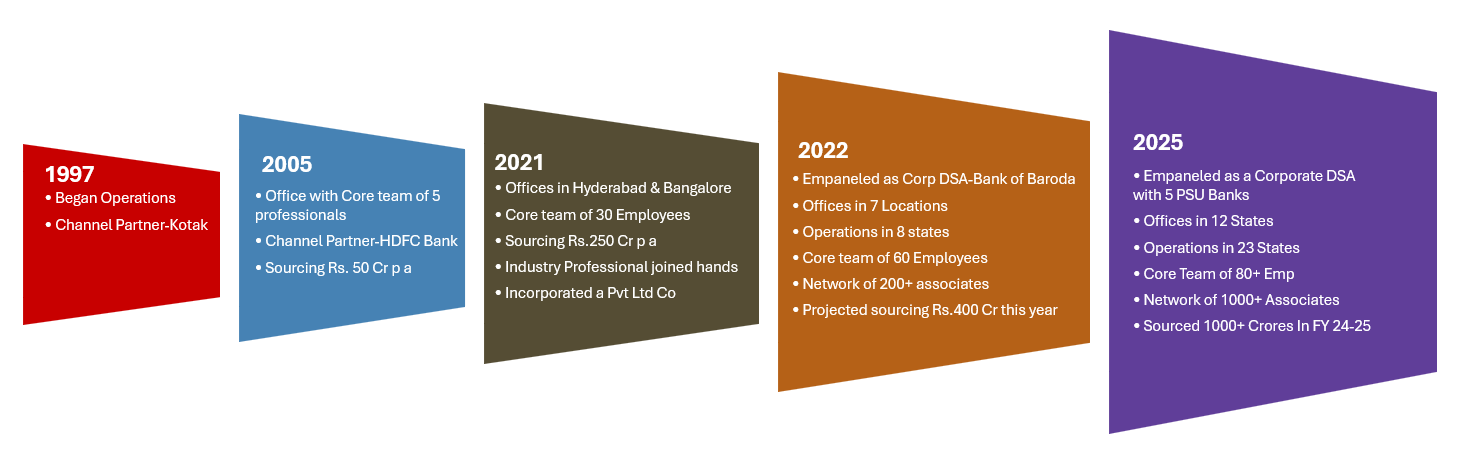 1997
• Began Operations
• Channel Partner-Kotak
2005
• Office with Core team of 5
professionals
• Channel Partner-HDFC Bank
• Sourcing Rs. 50 Cr p a
2021
• Offices in Hyderabad & Bangalore
• Core team of 30 Employees
• Sourcing Rs.250 Cr p a
• Industry Professional joined hands
• Incorporated a Pvt Ltd Co
2022
• Empaneled as Corp DSA-Bank of Baroda
• Offices in 7 Locations
• Operations in 8 states
• Core team of 60 Employees
• Network of 200+ associates
• Projected sourcing Rs.400 Cr this year
2025
• Empaneled as a Corporate DSA
with 5 PSU Banks
• Offices in 12 States
• Operations in 23 States
• Core Team of 80+ Emp
• Network of 1000+ Associates
• Sourced 1000+ Crores In FY 24-25